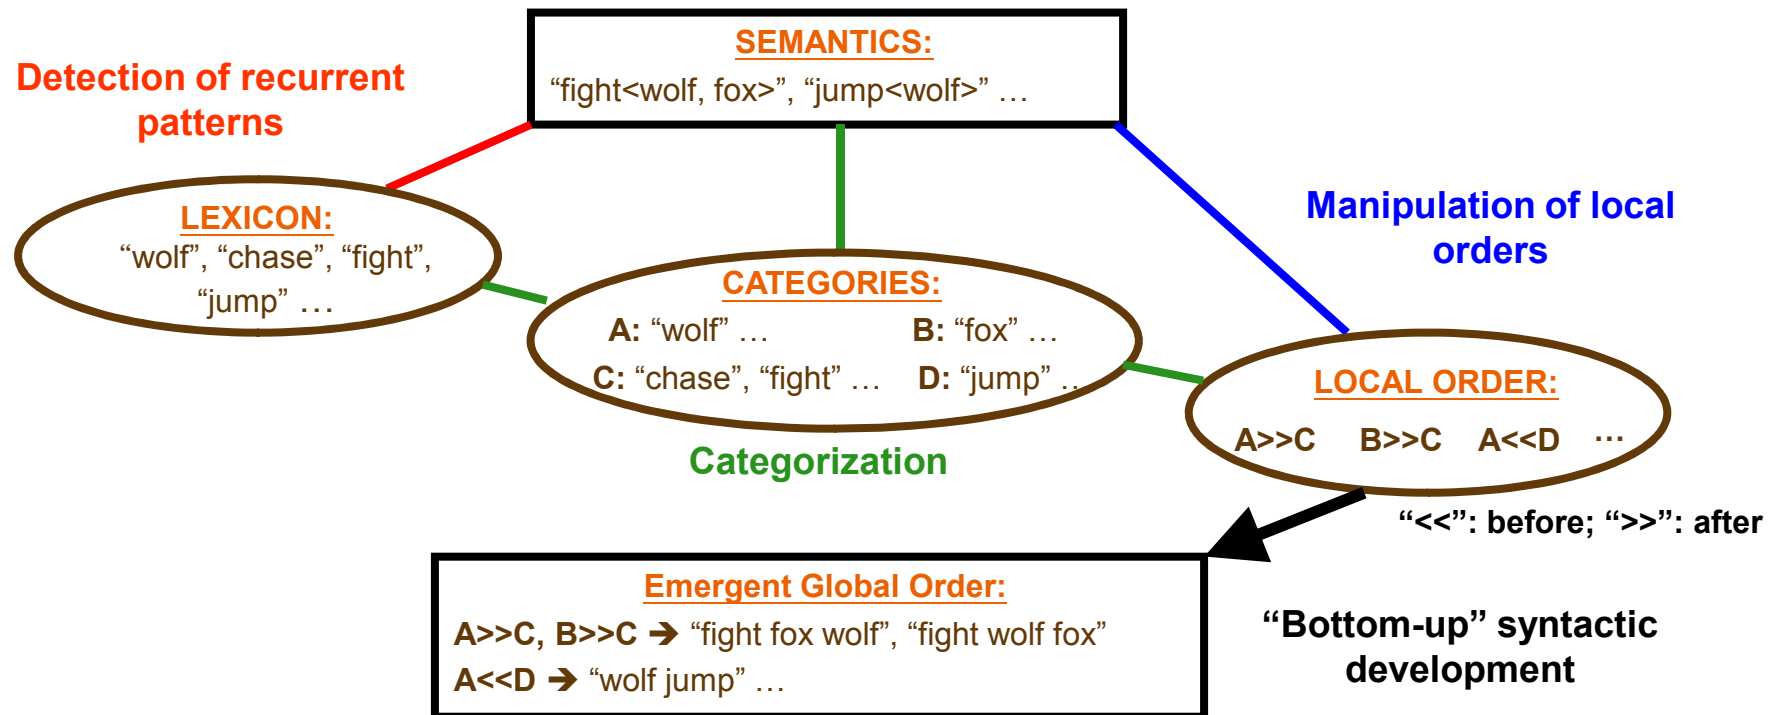 SEMANTICS:
“fight<wolf, fox>”, “jump<wolf>” …
Detection of recurrent
patterns
LEXICON:
“wolf”, “chase”, “fight”,
“jump” …
CATEGORIES:
A: “wolf” … B: “fox” …
C: “chase”, “fight” … D: “jump” …
Categorization
Manipulation of local
orders
LOCAL ORDER:
A>>C B>>C A<<D …
“<<”: before; “>>”: after
Emergent Global Order:
A>>C, B>>C ➔ “fight fox wolf”, “fight wolf fox”
A<<D ➔ “wolf jump” …
“Bottom-up” syntactic
development